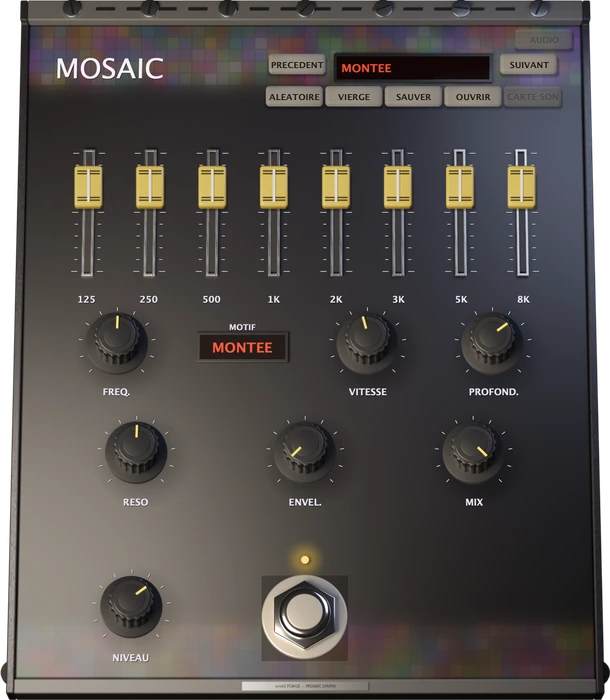 AUDIO
MOSAIC
PRECEDENT MONTEE SUIVANT
ALEATOIRE VIERGE SAUVER OUVRIR CARTE SON
125 250 500 1K 2K 3K 5K 8K
MOTIF
MONTEE
FREQ. VITESSE PROFOND.
RESO ENVEL. MIX
NIVEAU